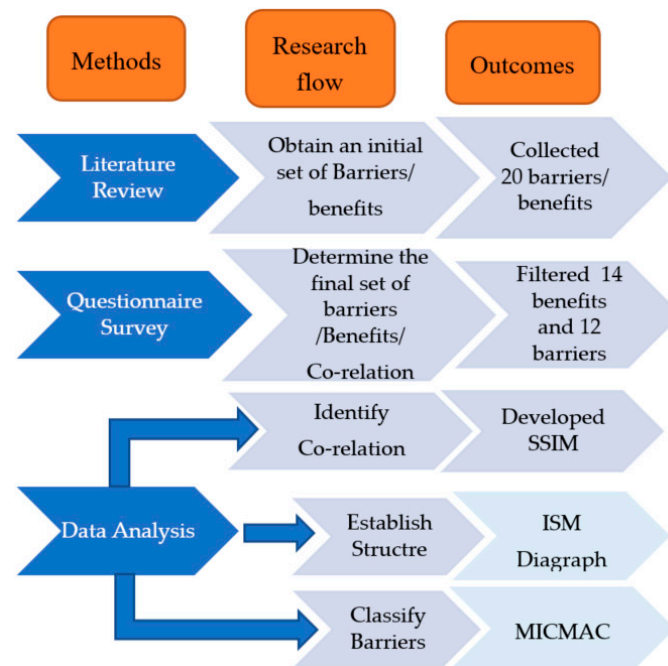 Methods
Research
flow
Outcomes
Literature
Review
Obtain an initial
set of Barriers/
benefits
Collected
20 barriers/
benefits
Questionnaire
Survey
Determine the
final set of
barriers
/Benefits/
Co-relation
Filtered 14
benefits
and 12
barriers
Data Analysis
Identify
Co-relation
Developed
SSIM
Establish
Structre
ISM
Diagraph
Classify
Barriers
MICMAC